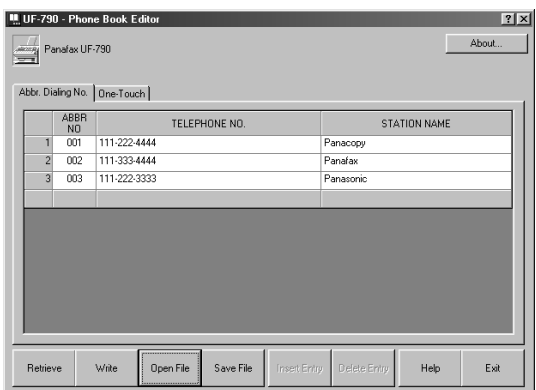 UF-790 - Phone Book Editor
Panafax UF-790
About...
Abbr. Dialing No. One-Touch
ABBR NO TELEPHONE NO. STATION NAME
1 001 111-222-4444 Panacopy
2 002 111-333-4444 Panafax
3 003 111-222-3333 Panasonic
Retrieve Write Open File Save File Insert Entry Delete Entry Help Exit